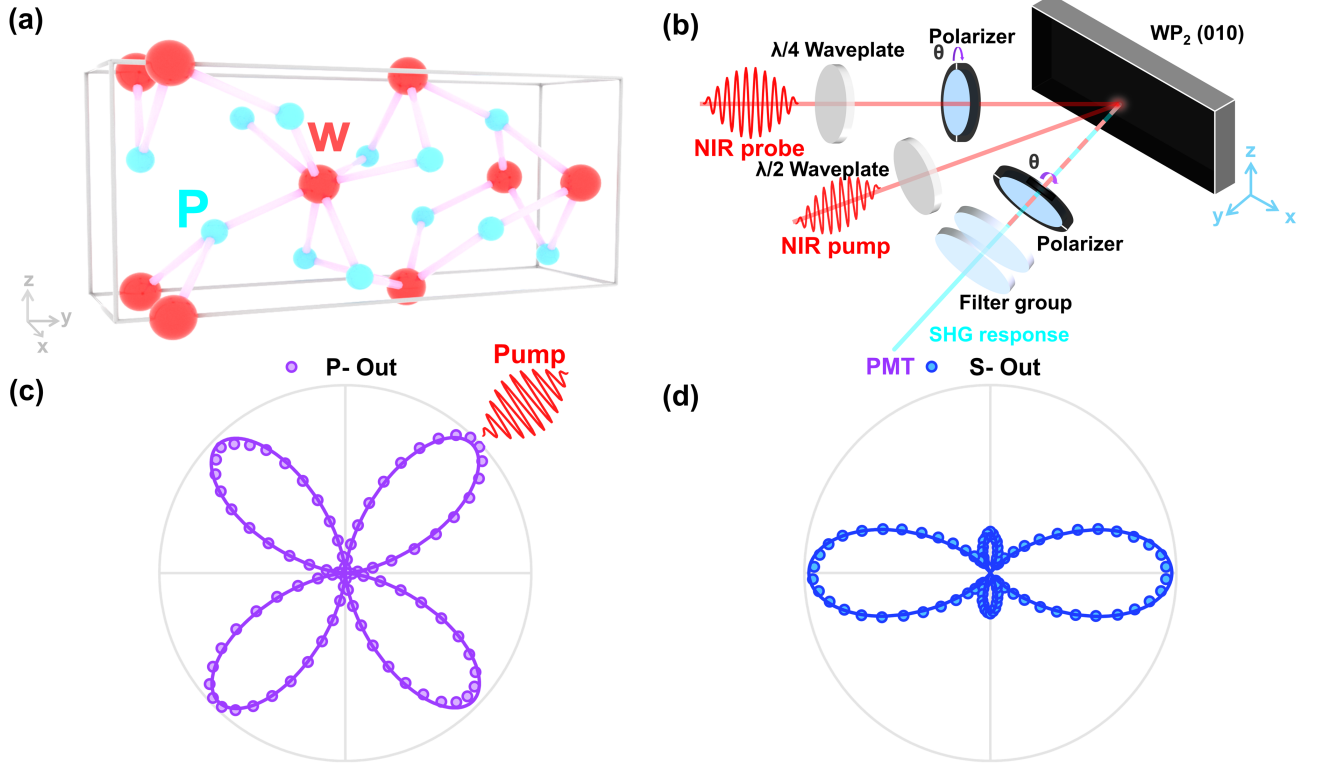 (a)
W
P
z
y
x
(b)
λ/4 Waveplate
Polarizer
θ
WP₂ (010)
NIR probe
λ/2 Waveplate
NIR pump
θ
Polarizer
Filter group
SHG response
PMT
z
y
x
(c)
P- Out
Pump
(d)
S- Out